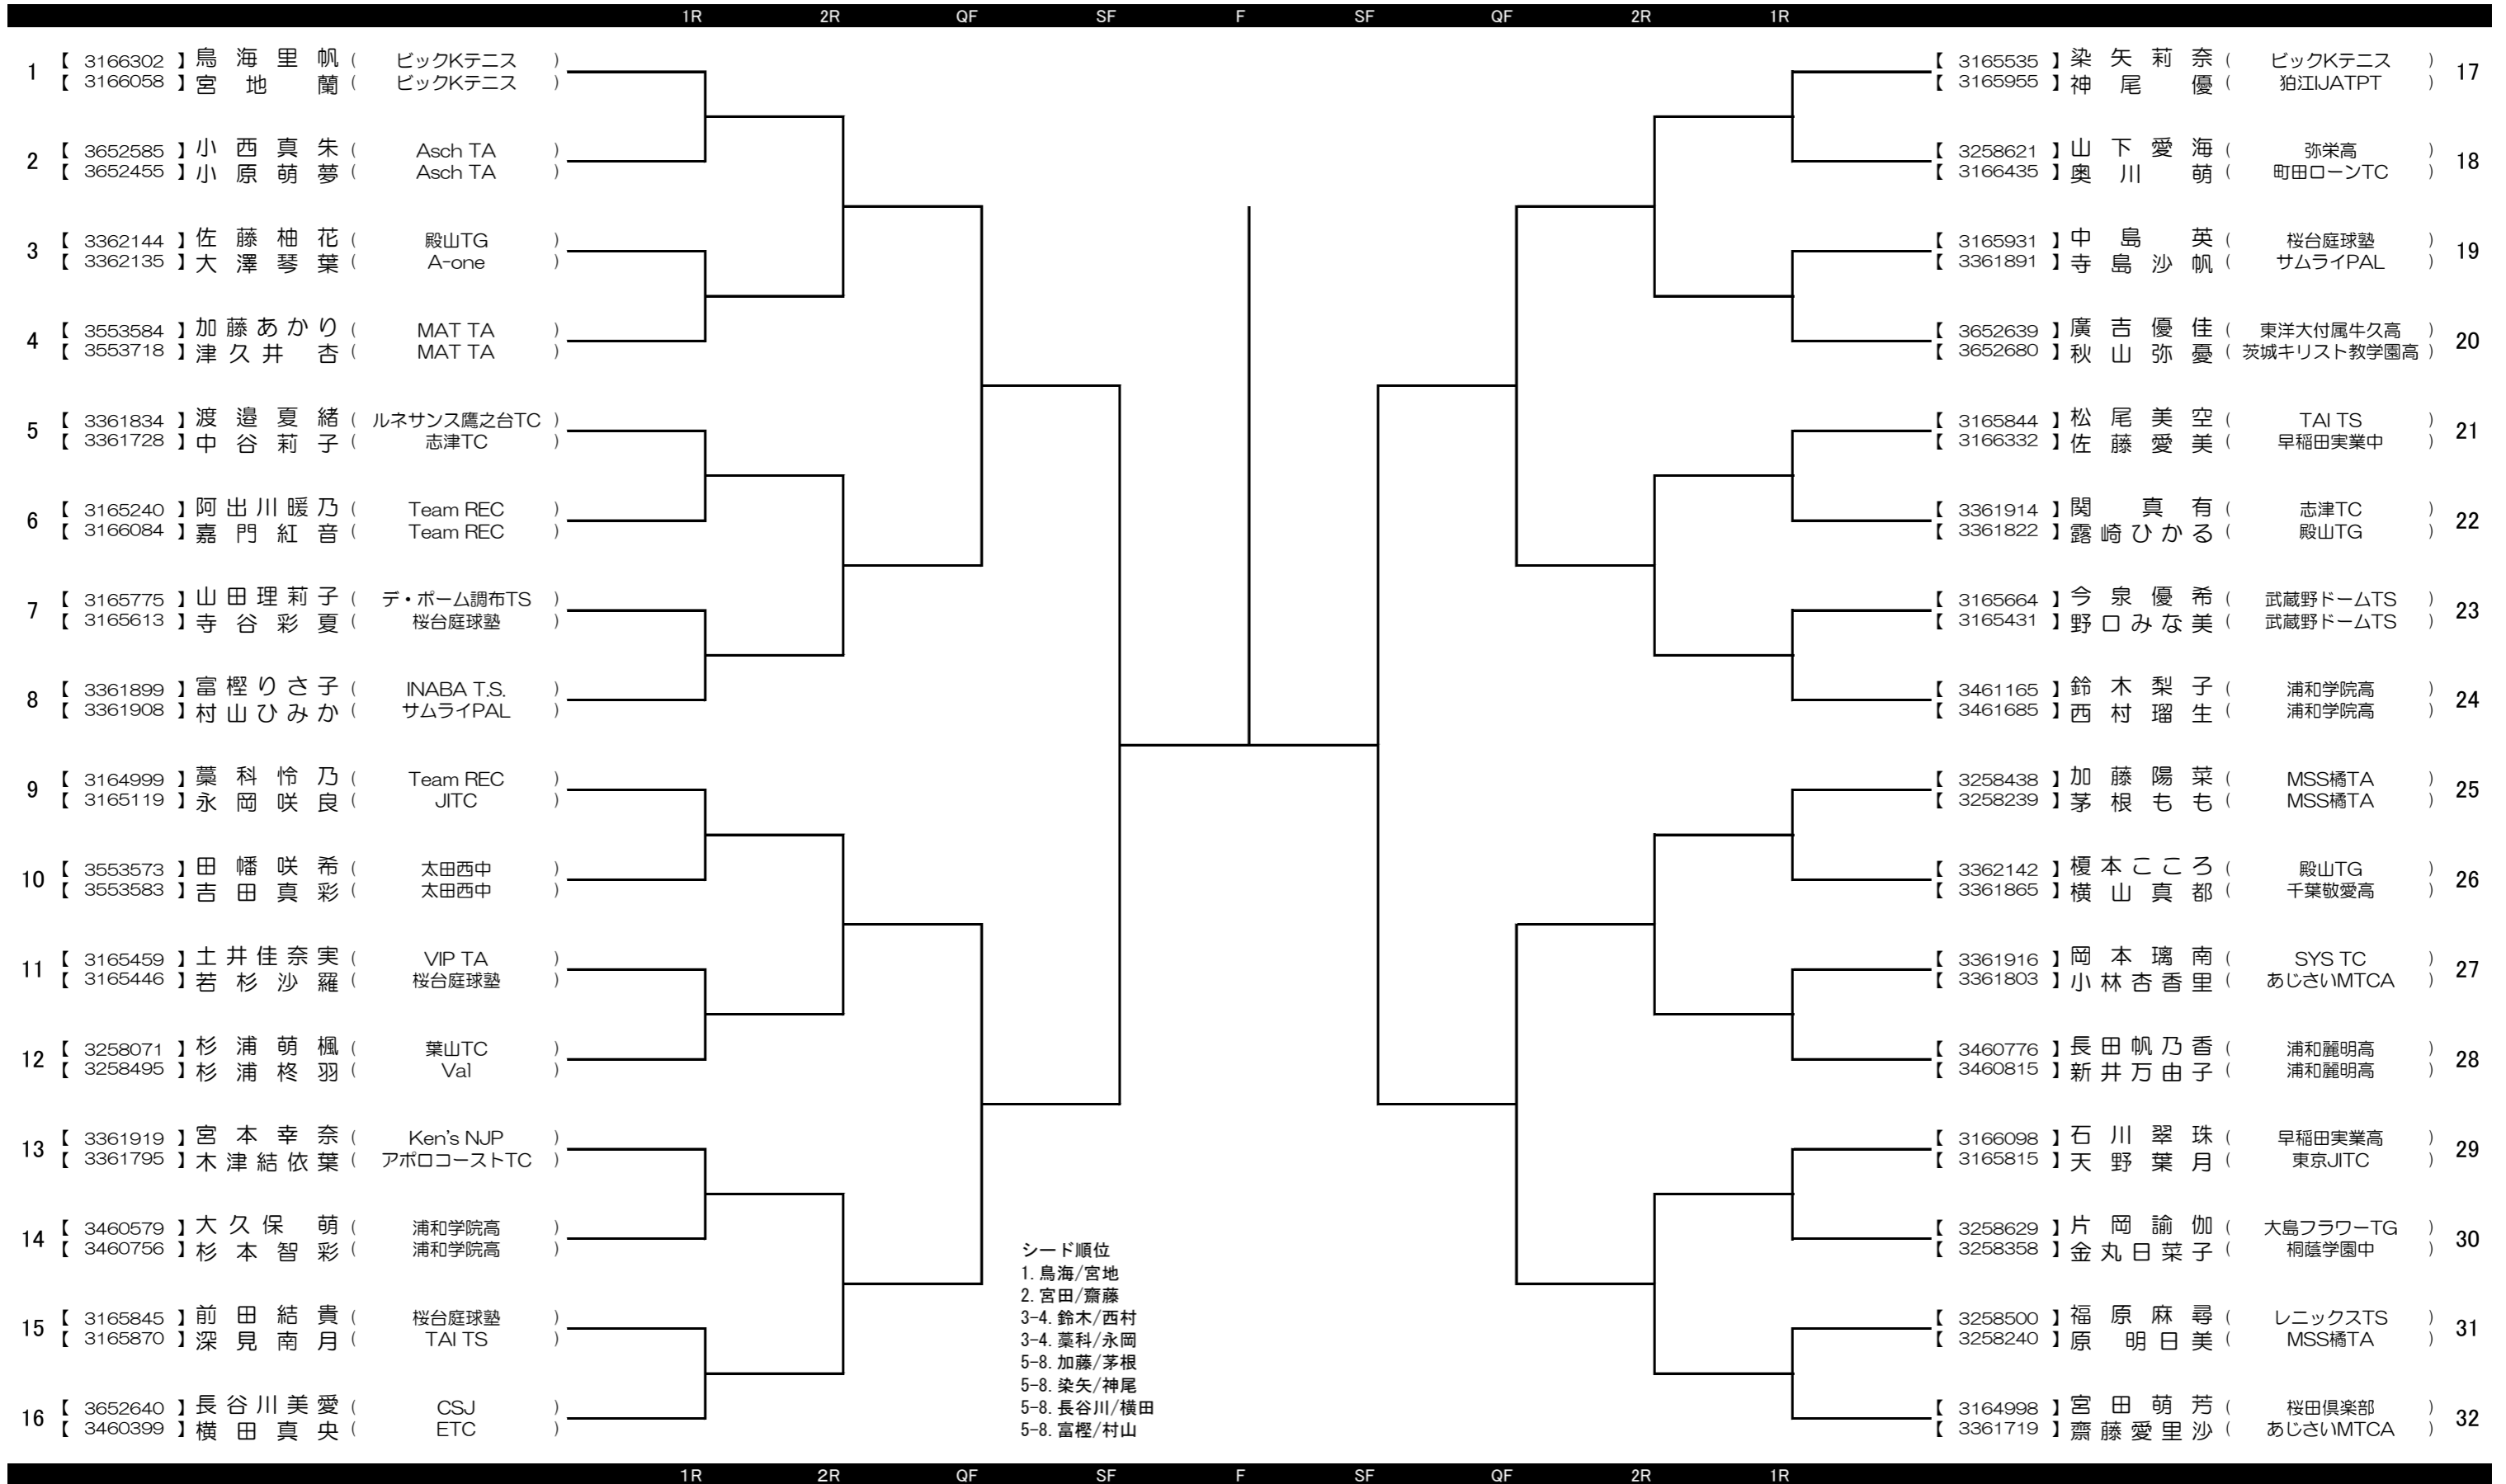 1R 2R QF SF F SF QF 2R 1R
1 【 3166302 】 鳥海里帆 ( ビックKテニス )
【 3166058 】 宮地蘭 ( ビックKテニス )
2 【 3652585 】 小西真朱 ( Asch TA )
【 3652455 】 小原萌夢 ( Asch TA )
3 【 3362144 】 佐藤柚花 ( 殿山TG )
【 3362135 】 大澤琴葉 ( A-one )
4 【 3553584 】 加藤あかり ( MAT TA )
【 3553718 】 津久井杏 ( MAT TA )
5 【 3361834 】 渡邉夏緒 ( ルネサンス鷹之台TC )
【 3361728 】 中谷莉子 ( 志津TC )
6 【 3165240 】 阿出川暖乃 ( Team REC )
【 3166084 】 嘉門紅音 ( Team REC )
7 【 3165775 】 山田理莉子 ( デ・ポーム調布TS )
【 3165613 】 寺谷彩夏 ( 桜台庭球塾 )
8 【 3361899 】 富樫りさ子 ( INABA T.S. )
【 3361908 】 村山ひみか ( サムライPAL )
9 【 3164999 】 藁科怜乃 ( Team REC )
【 3165119 】 永岡咲良 ( JITC )
10 【 3553573 】 田幡咲希 ( 太田西中 )
【 3553583 】 吉田真彩 ( 太田西中 )
11 【 3165459 】 土井佳奈実 ( VIP TA )
【 3165446 】 若杉沙羅 ( 桜台庭球塾 )
12 【 3258071 】 杉浦萌楓 ( 葉山TC )
【 3258495 】 杉浦柊羽 ( Val )
13 【 3361919 】 宮本幸奈 ( Ken's NJP )
【 3361795 】 木津結依葉 ( アポロコーストTC )
14 【 3460579 】 大久保萌 ( 浦和学院高 )
【 3460756 】 杉本智彩 ( 浦和学院高 )
15 【 3165845 】 前田結貴 ( 桜台庭球塾 )
【 3165870 】 深見南月 ( TAI TS )
16 【 3652640 】 長谷川美愛 ( CSJ )
【 3460399 】 横田真央 ( ETC )
シード順位
1. 鳥海/宮地
2. 宮田/齋藤
3-4. 鈴木/西村
3-4. 藁科/永岡
5-8. 加藤/茅根
5-8. 染矢/神尾
5-8. 長谷川/横田
5-8. 富樫/村山
【 3165535 】 染矢莉奈 ( ビックKテニス ) 17
【 3165955 】 神尾優 ( 狛江IJATPT )
【 3258621 】 山下愛海 ( 弥栄高 ) 18
【 3166435 】 奥川萌 ( 町田ローンTC )
【 3165931 】 中島英 ( 桜台庭球塾 ) 19
【 3361891 】 寺島沙帆 ( サムライPAL )
【 3652639 】 廣吉優佳 ( 東洋大付属牛久高 ) 20
【 3652680 】 秋山弥憂 ( 茨城キリスト教学園高 )
【 3165844 】 松尾美空 ( TAI TS ) 21
【 3166332 】 佐藤愛美 ( 早稲田実業中 )
【 3361914 】 関真有 ( 志津TC ) 22
【 3361822 】 露崎ひかる ( 殿山TG )
【 3165664 】 今泉優希 ( 武蔵野ドームTS ) 23
【 3165431 】 野口みな美 ( 武蔵野ドームTS )
【 3461165 】 鈴木梨子 ( 浦和学院高 ) 24
【 3461685 】 西村瑠生 ( 浦和学院高 )
【 3258438 】 加藤陽菜 ( MSS橘TA ) 25
【 3258239 】 茅根もも ( MSS橘TA )
【 3362142 】 榎本こころ ( 殿山TG ) 26
【 3361865 】 横山真都 ( 千葉敬愛高 )
【 3361916 】 岡本璃南 ( SYS TC ) 27
【 3361803 】 小林杏香里 ( あじさいMTCA )
【 3460776 】 長田帆乃香 ( 浦和麗明高 ) 28
【 3460815 】 新井万由子 ( 浦和麗明高 )
【 3166098 】 石川翠珠 ( 早稲田実業高 ) 29
【 3165815 】 天野葉月 ( 東京JITC )
【 3258629 】 片岡諭伽 ( 大島フラワーTG ) 30
【 3258358 】 金丸日菜子 ( 桐蔭学園中 )
【 3258500 】 福原麻尋 ( レニックスTS ) 31
【 3258240 】 原明日美 ( MSS橘TA )
【 3164998 】 宮田萌芳 ( 桜田倶楽部 ) 32
【 3361719 】 齋藤愛里沙 ( あじさいMTCA )
1R 2R QF SF F SF QF 2R 1R